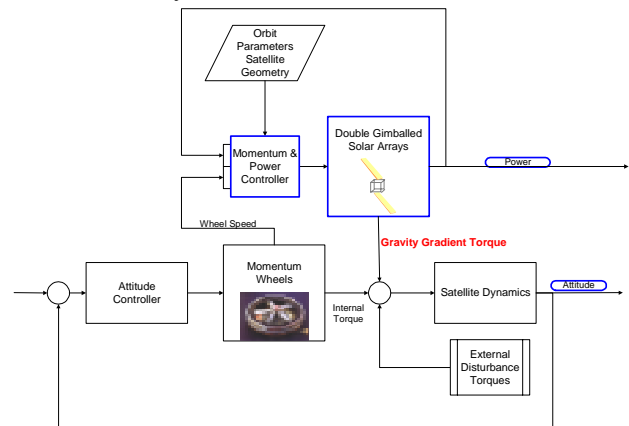 Orbit
Parameters
Satellite
Geometry
Momentum &
Power
Controller
Double Gimballed
Solar Arrays
Power
Wheel Speed
Gravity Gradient Torque
Attitude
Controller
Momentum
Wheels
Internal
Torque
Satellite Dynamics
Attitude
External
Disturbance
Torques